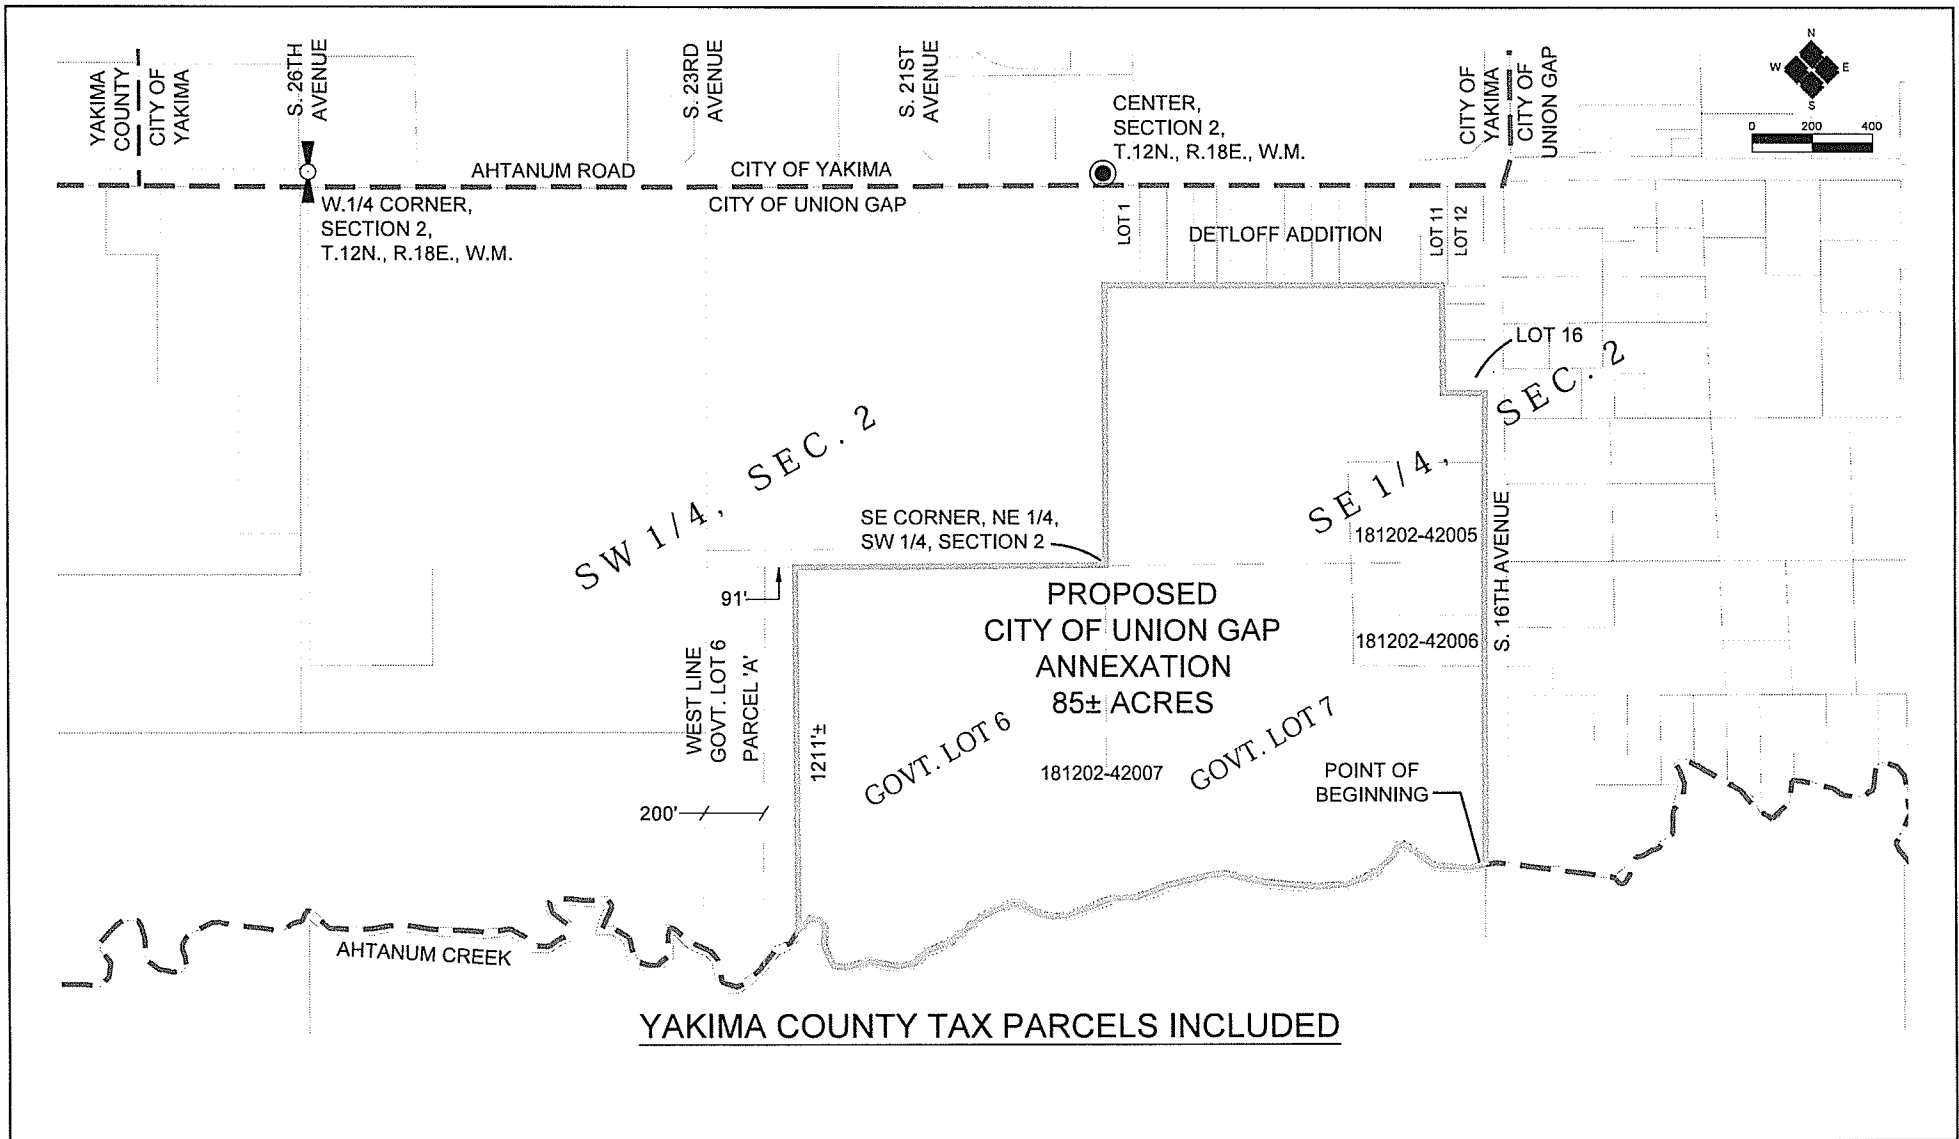 YAKIMA
COUNTY
CITY OF
YAKIMA
S. 26TH
AVENUE
S. 23RD
AVENUE
S. 21ST
AVENUE
CENTER,
SECTION 2,
T.12N., R.18E., W.M.
CITY OF
YAKIMA
CITY OF
UNION GAP
N
W
E
S
0 200 400
AHTANUM ROAD
CITY OF YAKIMA
CITY OF UNION GAP
W.1/4 CORNER,
SECTION 2,
T.12N., R.18E., W.M.
LOT 1
DETLOFF ADDITION
LOT 11
LOT 12
LOT 16
SW 1/4, SEC. 2
SE 1/4, SEC. 2
SE CORNER, NE 1/4,
SW 1/4, SECTION 2
181202-42005
S. 16TH AVENUE
91'
PROPOSED
CITY OF UNION GAP
ANNEXATION
85± ACRES
181202-42006
WEST LINE
GOVT. LOT 6
PARCEL 'A'
1211'±
GOVT. LOT 6
GOVT. LOT 7
181202-42007
POINT OF
BEGINNING
200'
AHTANUM CREEK
YAKIMA COUNTY TAX PARCELS INCLUDED